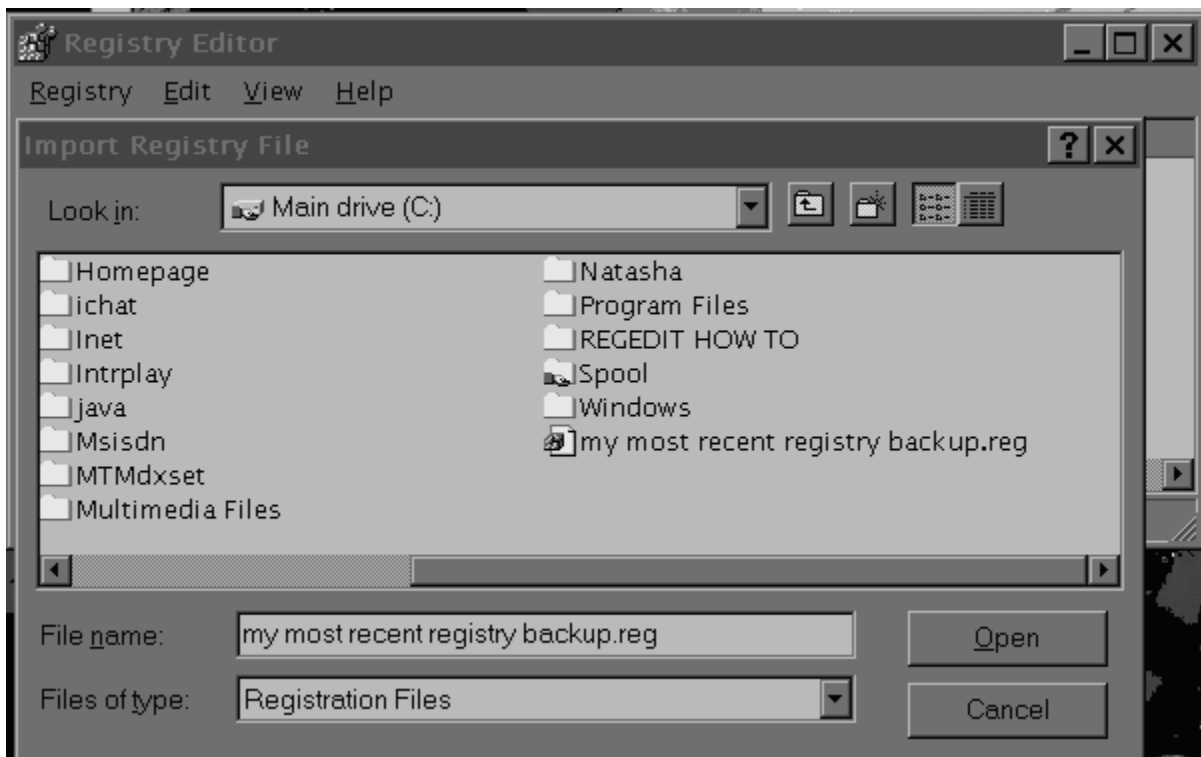 Registry Editor
Registry Edit View Help
Import Registry File
Look in: Main drive (C:)
Homepage
ichat
Inet
Intrplay
java
Msisdn
MTMdxset
Multimedia Files
Natasha
Program Files
REGEDIT HOW TO
Spool
Windows
my most recent registry backup.reg
File name: my most recent registry backup.reg
Open
Files of type: Registration Files
Cancel